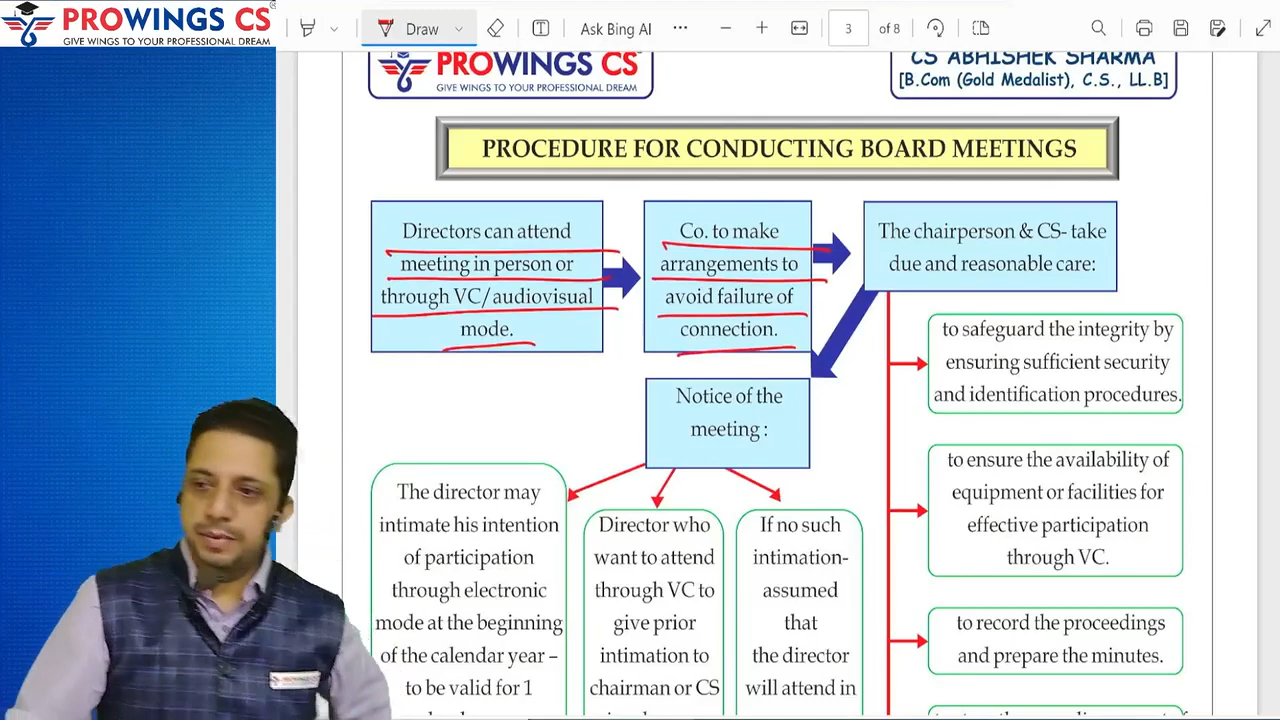 PROWINGS CS
GIVE WINGS TO YOUR PROFESSIONAL DREAM
Draw
Ask Bing AI
3
of 8
PROWINGS CS
GIVE WINGS TO YOUR PROFESSIONAL DREAM
CS ABHISHEK SHARMA
[B.Com (Gold Medalist), C.S., LL.B]
PROCEDURE FOR CONDUCTING BOARD MEETINGS
Directors can attend
meeting in person or
through VC/audiovisual
mode.
Co. to make
arrangements to
avoid failure of
connection.
The chairperson & CS- take
due and reasonable care:
to safeguard the integrity by
ensuring sufficient security
and identification procedures.
to ensure the availability of
equipment or facilities for
effective participation
through VC.
to record the proceedings
and prepare the minutes.
Notice of the
meeting :
The director may
intimate his intention
of participation
through electronic
mode at the beginning
of the calendar year –
to be valid for 1
Director who
want to attend
through VC to
give prior
intimation to
chairman or CS
If no such
intimation-
assumed
that
the director
will attend in